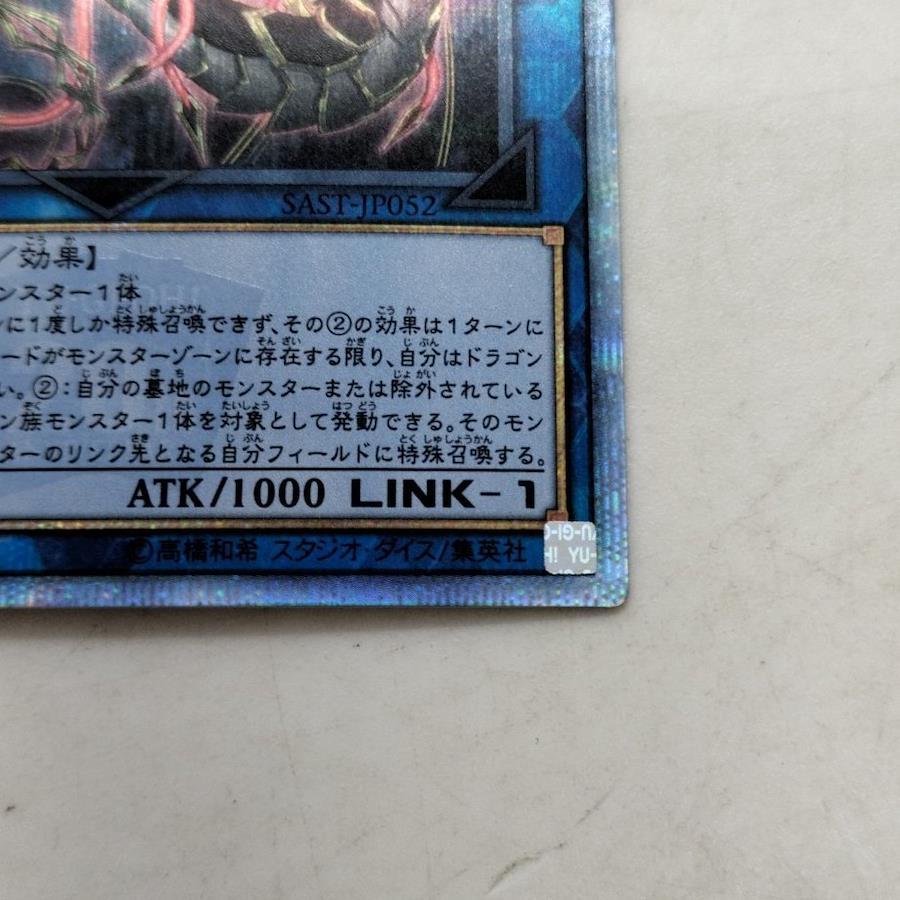 SAST-JP052
／効果】
ンスター１体
ンに１度しか特殊召喚できず、その②の効果は１ターンに
ードがモンスターゾーンに存在する限り、自分はドラゴン
い。②：自分の墓地のモンスターまたは除外されている
ン族モンスター１体を対象として発動できる。そのモン
ターのリンク先となる自分フィールドに特殊召喚する。
ATK/1000 LINK-1
©高橋和希 スタジオ・ダイス/集英社